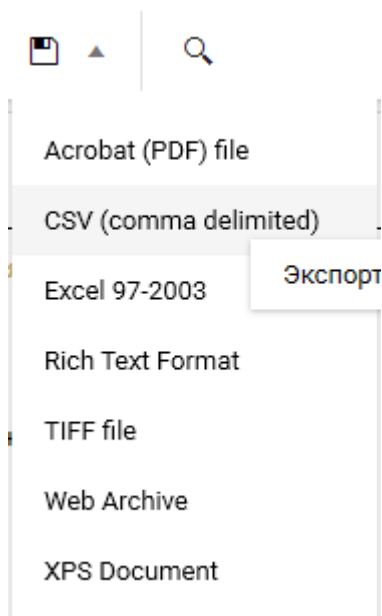 Acrobat (PDF) file
CSV (comma delimited)
Экспорт
Excel 97-2003
Rich Text Format
TIFF file
Web Archive
XPS Document